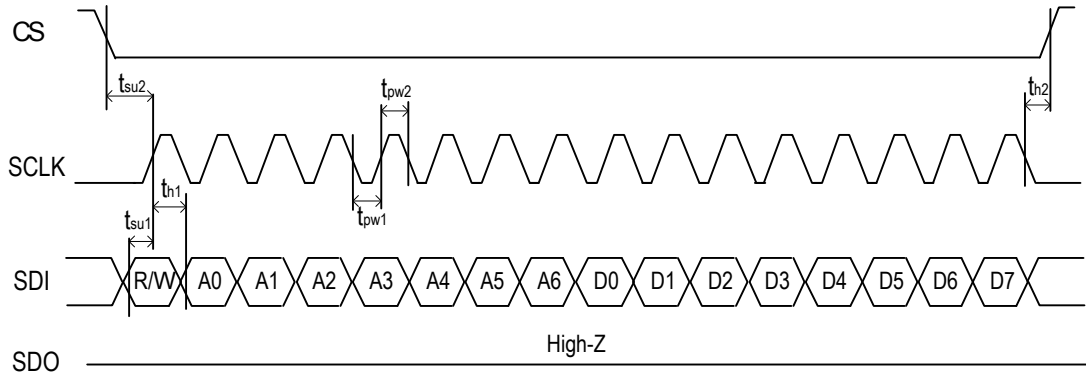 CS
tsu2
tpw2
th2
SCLK
th1
tpw1
tsu1
SDI
R/W A0 A1 A2 A3 A4 A5 A6 D0 D1 D2 D3 D4 D5 D6 D7
High-Z
SDO